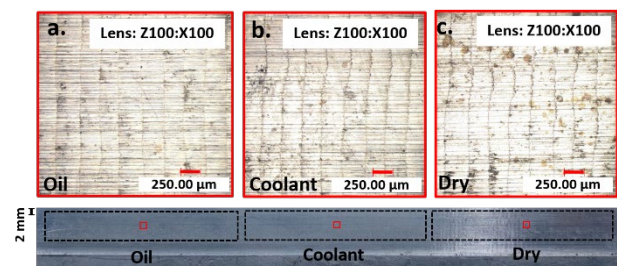 a.
Lens: Z100:X100
Oil
250.00 µm
b.
Lens: Z100:X100
Coolant
250.00 µm
c.
Lens: Z100:X100
Dry
250.00 µm
2 mm
Oil
Coolant
Dry